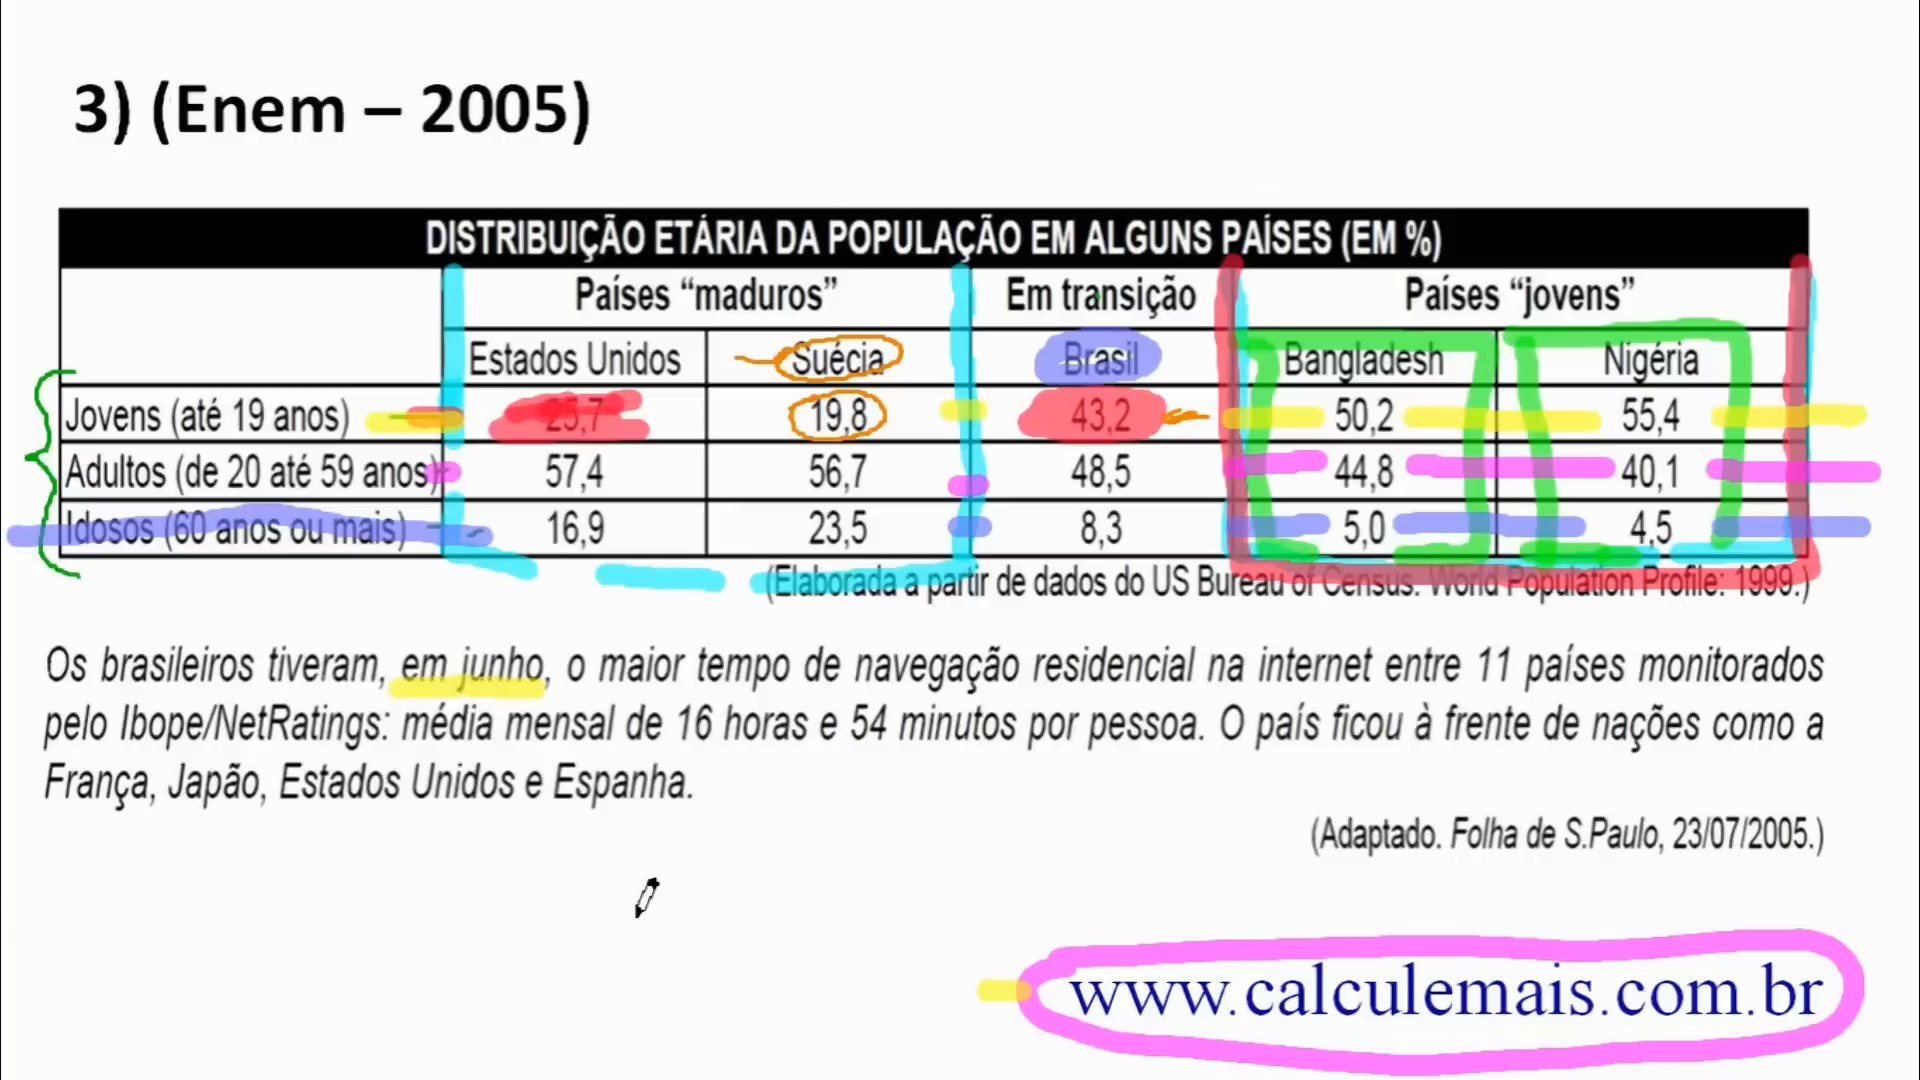 3) (Enem – 2005)
DISTRIBUIÇÃO ETÁRIA DA POPULAÇÃO EM ALGUNS PAÍSES (EM %)
Países “maduros” Em transição Países “jovens”
Estados Unidos Suécia Brasil Bangladesh Nigéria
Jovens (até 19 anos) 25,7 19,8 43,2 50,2 55,4
Adultos (de 20 até 59 anos) 57,4 56,7 48,5 44,8 40,1
Idosos (60 anos ou mais) 16,9 23,5 8,3 5,0 4,5
(Elaborada a partir de dados do US Bureau of Census. World Population Profile: 1999.)
Os brasileiros tiveram, em junho, o maior tempo de navegação residencial na internet entre 11 países monitorados
pelo Ibope/NetRatings: média mensal de 16 horas e 54 minutos por pessoa. O país ficou à frente de nações como a
França, Japão, Estados Unidos e Espanha.
(Adaptado. Folha de S.Paulo, 23/07/2005.)
www.calculemais.com.br